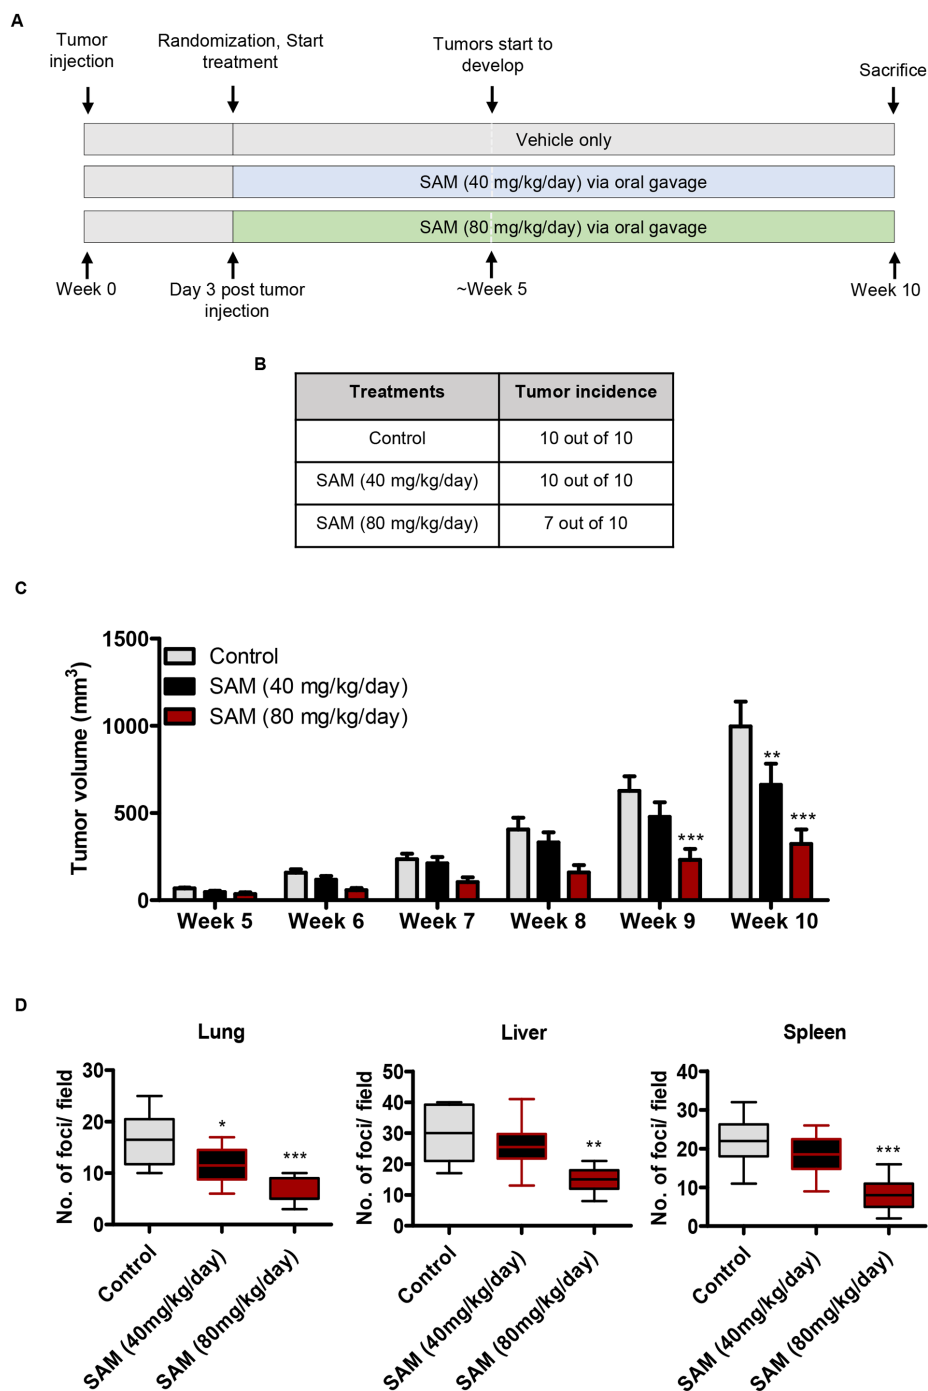 A
Tumor
injection
Randomization, Start
treatment
Tumors start to
develop
Sacrifice
Vehicle only
SAM (40 mg/kg/day) via oral gavage
SAM (80 mg/kg/day) via oral gavage
Week 0
Day 3 post tumor
injection
~Week 5
Week 10
B
Treatments Tumor incidence
Control 10 out of 10
SAM (40 mg/kg/day) 10 out of 10
SAM (80 mg/kg/day) 7 out of 10
C
Tumor volume (mm³)
1500
1000
500
0
Control
SAM (40 mg/kg/day)
SAM (80 mg/kg/day)
**
***
***
Week 5 Week 6 Week 7 Week 8 Week 9 Week 10
D
Lung
No. of foci/ field
30
20
10
0
*
***
Control
SAM (40mg/kg/day)
SAM (80mg/kg/day)
Liver
No. of foci/ field
50
40
30
20
10
0
**
Control
SAM (40mg/kg/day)
SAM (80mg/kg/day)
Spleen
No. of foci/ field
40
30
20
10
0
***
Control
SAM (40mg/kg/day)
SAM (80mg/kg/day)